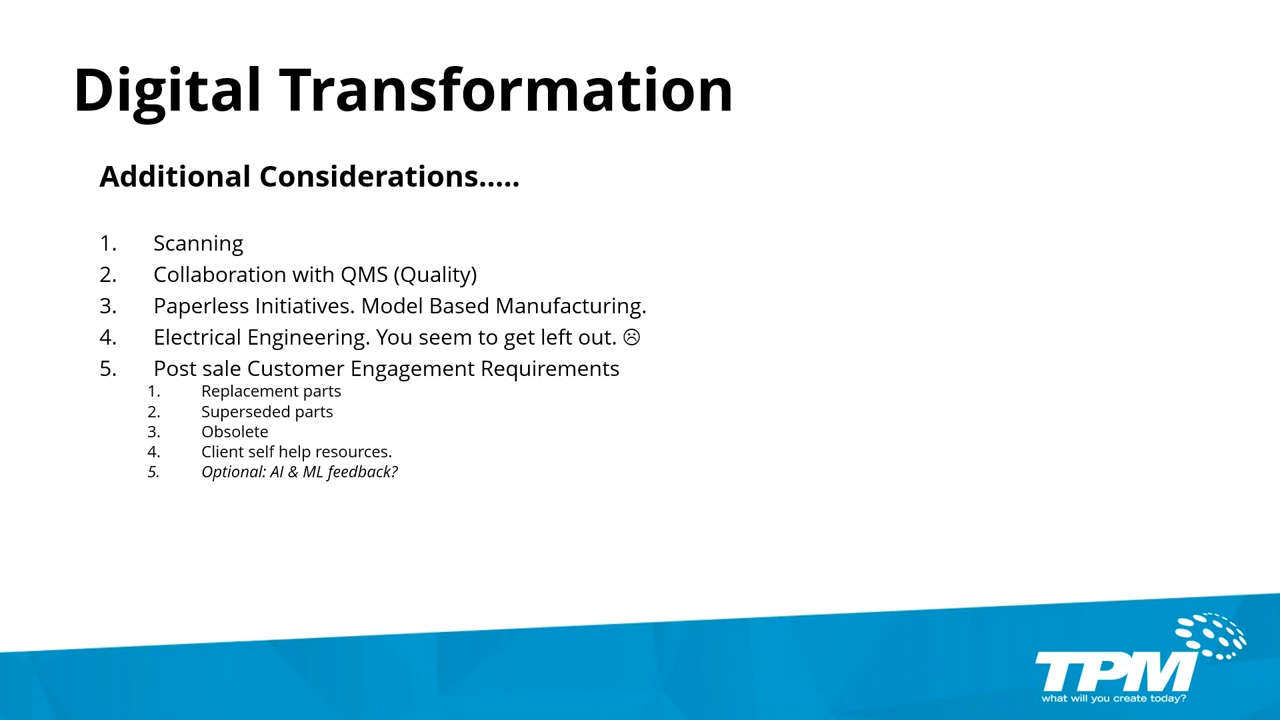 Digital Transformation
Additional Considerations.....
1. Scanning
2. Collaboration with QMS (Quality)
3. Paperless Initiatives. Model Based Manufacturing.
4. Electrical Engineering. You seem to get left out. ☹
5. Post sale Customer Engagement Requirements
1. Replacement parts
2. Superseded parts
3. Obsolete
4. Client self help resources.
5. Optional: AI & ML feedback?
TPM
what will you create today?